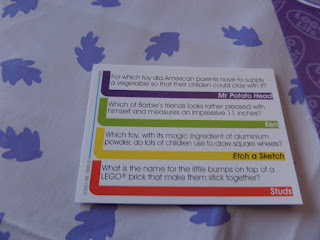 For which toy did American parents have to supply
a vegetable so that their children could play with it?
Mr Potato Head
Which of Barbie's friends looks rather pleased with
himself and measures an impressive 11 inches?
Ken
Which toy, with its magic ingredient of aluminium
powder, do lots of children use to draw square wheels?
Etch a Sketch
What is the name for the little bumps on top of a
LEGO® brick that make them stick together?
Studs